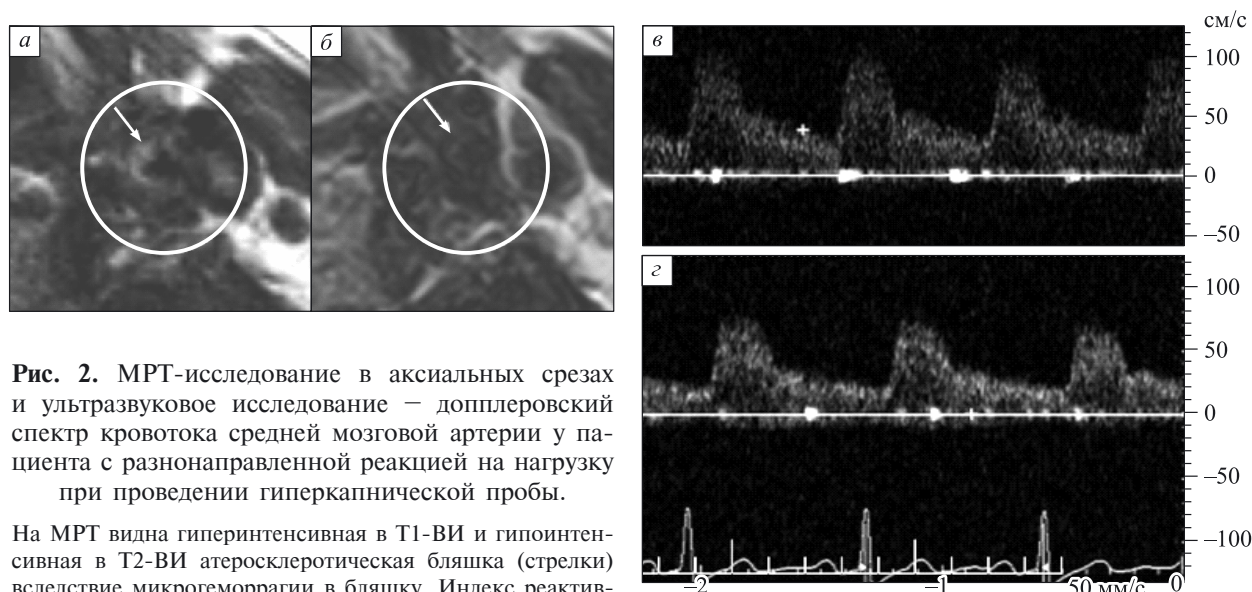 а
б
в
г
см/с
100
50
0
–50
100
50
0
–50
–100
–2
–1
50 мм/с
0
Рис. 2. МРТ-исследование в аксиальных срезах
и ультразвуковое исследование — допплеровский
спектр кровотока средней мозговой артерии у па-
циента с разнонаправленной реакцией на нагрузку
при проведении гиперкапнической пробы.
На МРТ видна гиперинтенсивная в Т1-ВИ и гипоинтен-
сивная в Т2-ВИ атеросклеротическая бляшка (стрелки)
вследствие микрогеморрагии в бляшку. Индекс реактив-